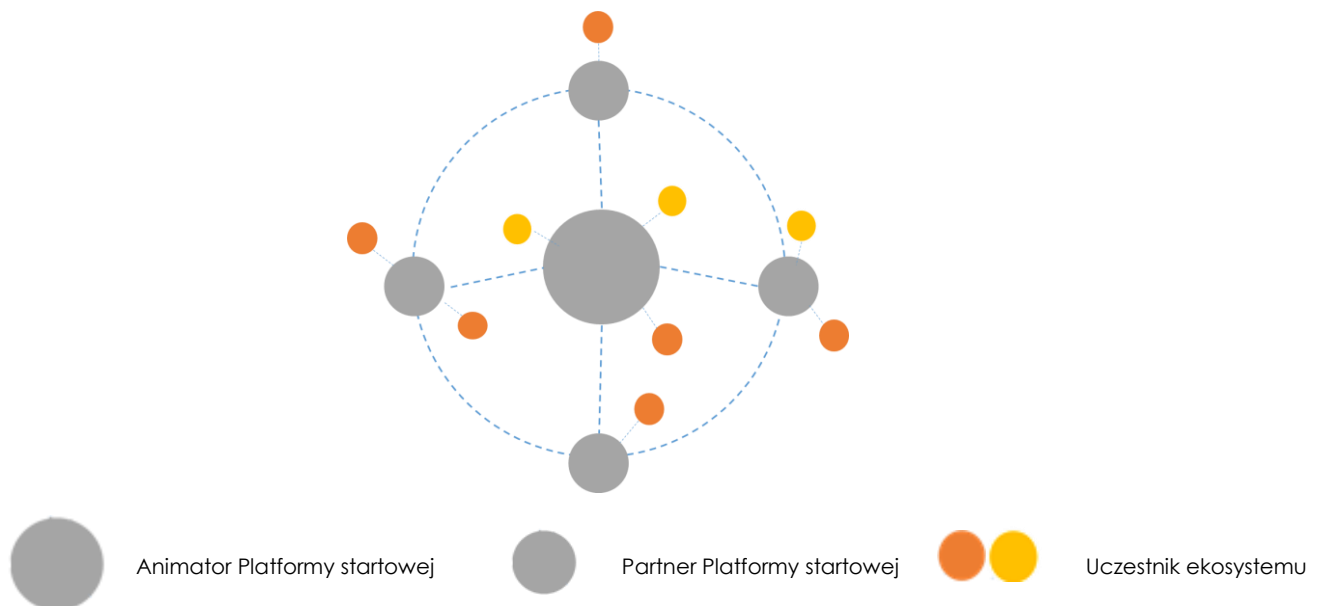 Animator Platformy startowej
Partner Platformy startowej
Uczestnik ekosystemu